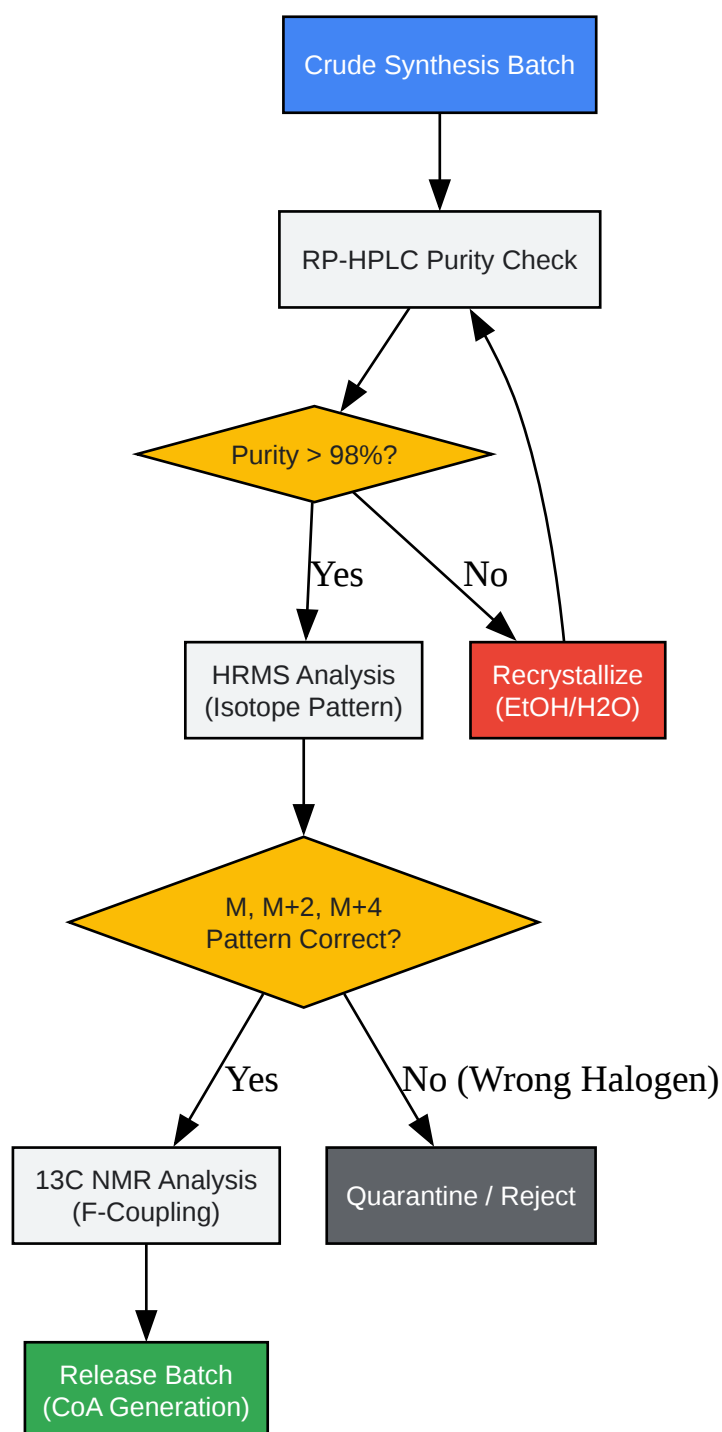 Crude Synthesis Batch
RP-HPLC Purity Check
Purity > 98%?
Yes
No
HRMS Analysis
(Isotope Pattern)
Recrystallize
(EtOH/H2O)
M, M+2, M+4
Pattern Correct?
Yes
No (Wrong Halogen)
13C NMR Analysis
(F-Coupling)
Quarantine / Reject
Release Batch
(CoA Generation)